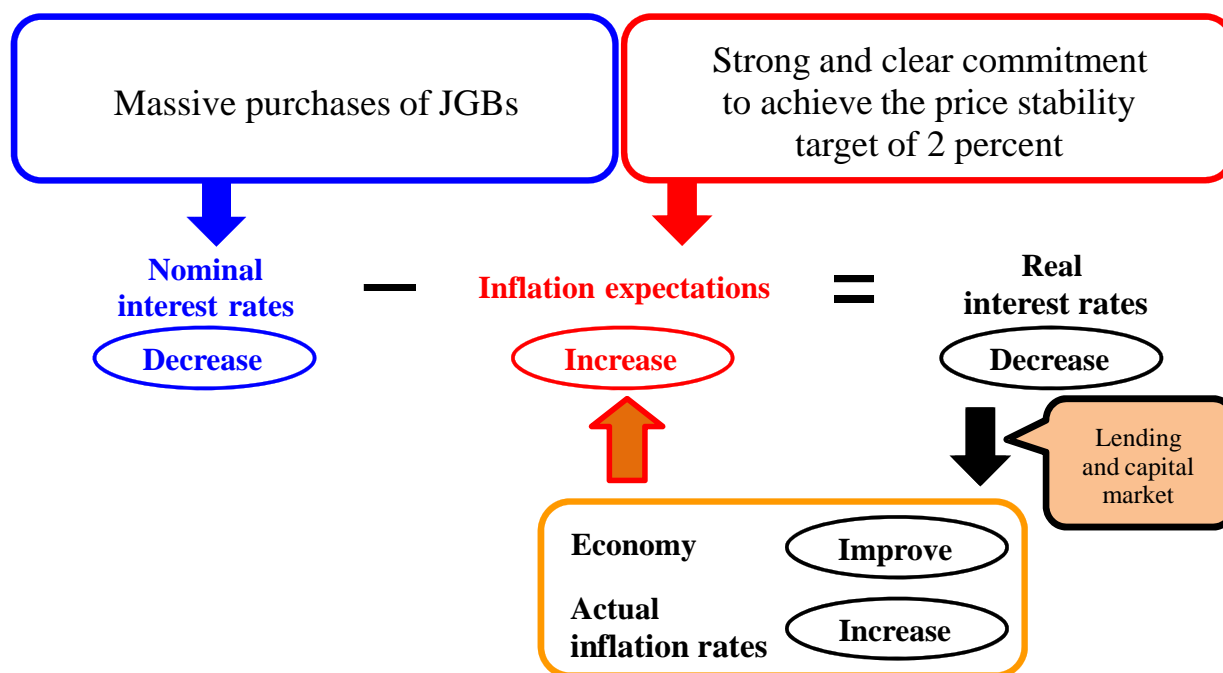 Massive purchases of JGBs
Strong and clear commitment
to achieve the price stability
target of 2 percent
Nominal
interest rates
Decrease
—
Inflation expectations
Increase
=
Real
interest rates
Decrease
Lending
and capital
market
Economy
Improve
Actual
inflation rates
Increase